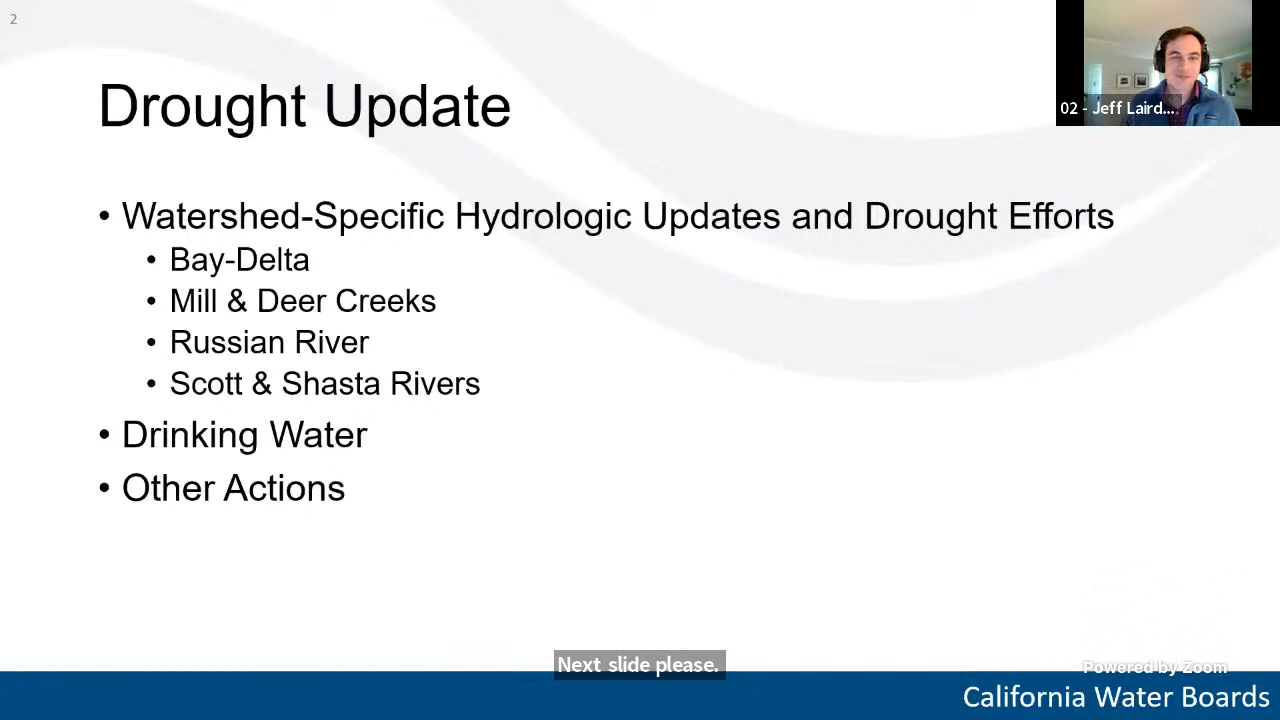 2
Drought Update
02 - Jeff Laird...
• Watershed-Specific Hydrologic Updates and Drought Efforts
• Bay-Delta
• Mill & Deer Creeks
• Russian River
• Scott & Shasta Rivers
• Drinking Water
• Other Actions
Next slide please.
Powered by Zoom
California Water Boards